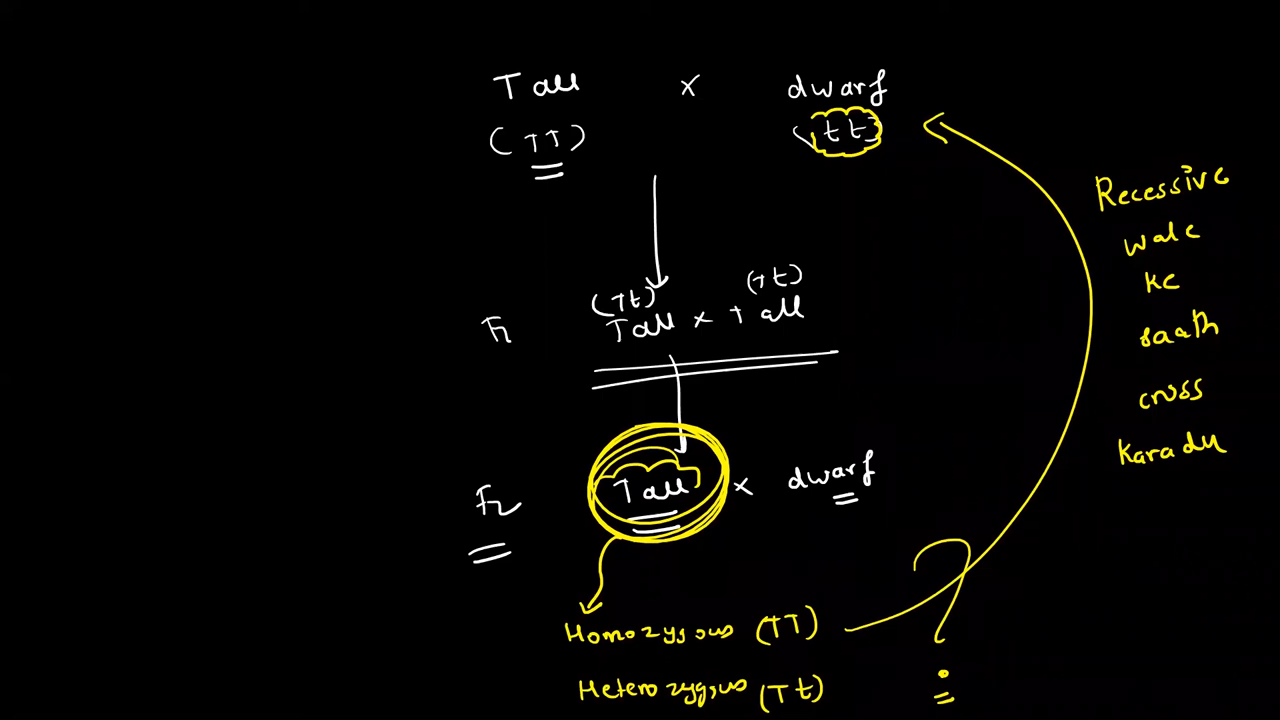 Tall x dwarf
(TT) (tt)
(Tt) (Tt)
F1 Tall x Tall
F2 Tall x dwarf
Homozygous (TT)
Heterozygous (Tt)
?
Recessive
wale
ke
saath
cross
karadu